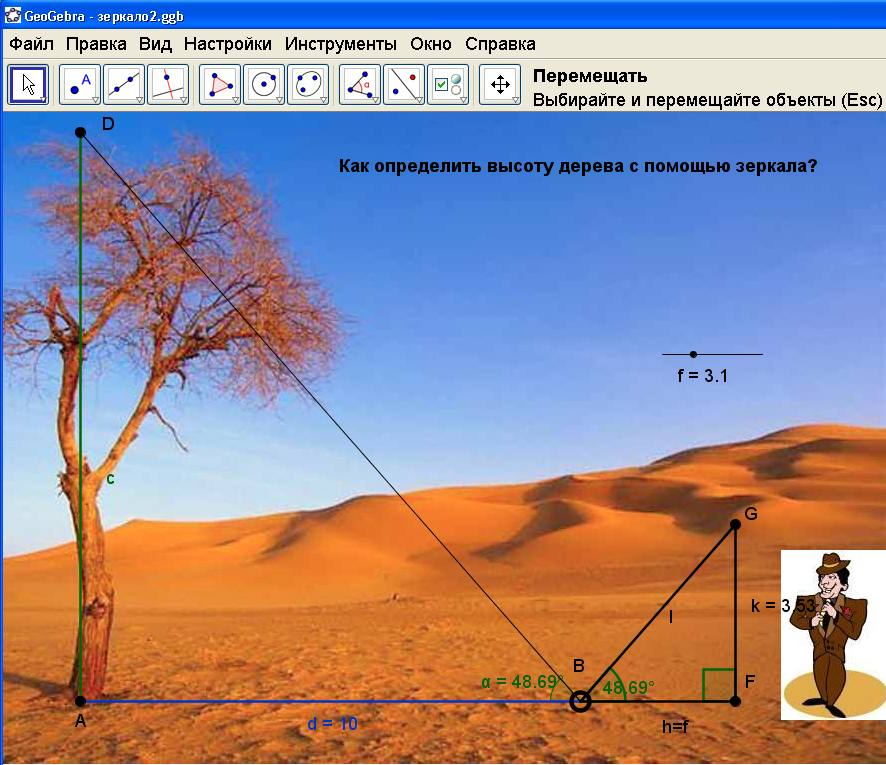 GeoGebra - зеркало2.ggb
Файл Правка Вид Настройки Инструменты Окно Справка
A
α
Перемещать
Выбирайте и перемещайте объекты (Esc)
D
Как определить высоту дерева с помощью зеркала?
f = 3.1
c
G
k = 3.53
l
B
α = 48.69°
48.69°
F
A
d = 10
h=f